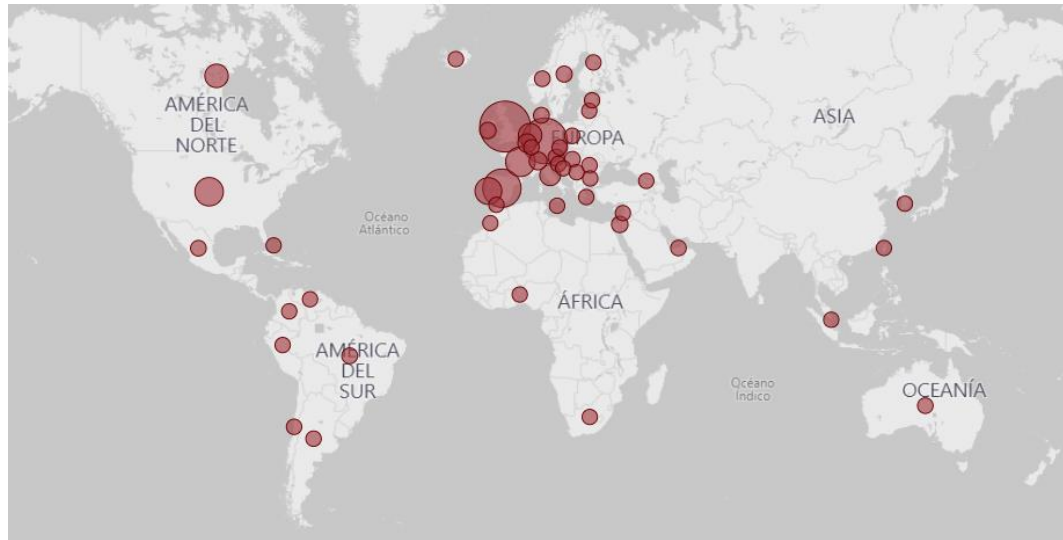 AMÉRICA
DEL
NORTE
EUROPA
ASIA
Océano
Atlántico
ÁFRICA
AMÉRICA
DEL
SUR
Océano
Índico
OCEANÍA